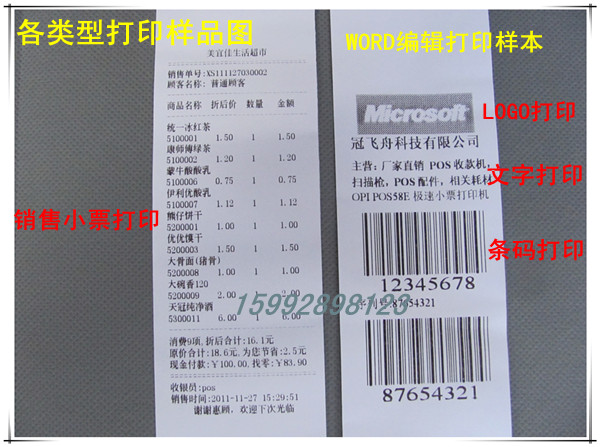 各类型打印样品图
美宜佳生活超市
销售单号:XS111127030002
顾客名称: 普通顾客
商品名称 折后价 数量 金额
统一冰红茶
5100001 1.50 1 1.50
康师傅绿茶
5100002 1.20 1 1.20
蒙牛酸酸乳
5100006 0.75 1 0.75
伊利优酸乳
5100007 1.12 1 1.12
熊仔饼干
5200001 1.00 1 1.00
优优馍干
5200003 1.50 1 1.50
大骨面(猪骨)
5200008 1.00 1 1.00
大碗香120
5200009 2.00 1 2.00
天冠纯净酒
5300011 6.00 1 6.00
消费9项,折后合计:16.1元
原价合计:18.6元,为您节省:2.5元
现金付款:￥100.00,找零:￥83.90
收银员:pos
销售时间:2011-11-27 15:29:51
谢谢惠顾，欢迎下次光临
销售小票打印
WORD编辑打印样本
Microsoft
LOGO打印
冠飞舟科技有限公司
主营: 厂家直销 POS 收款机,
扫描枪, POS 配件, 相关耗材
OPI POS58E 极速小票打印机
文字打印
条码打印
12345678
:87654321
87654321
15992898123